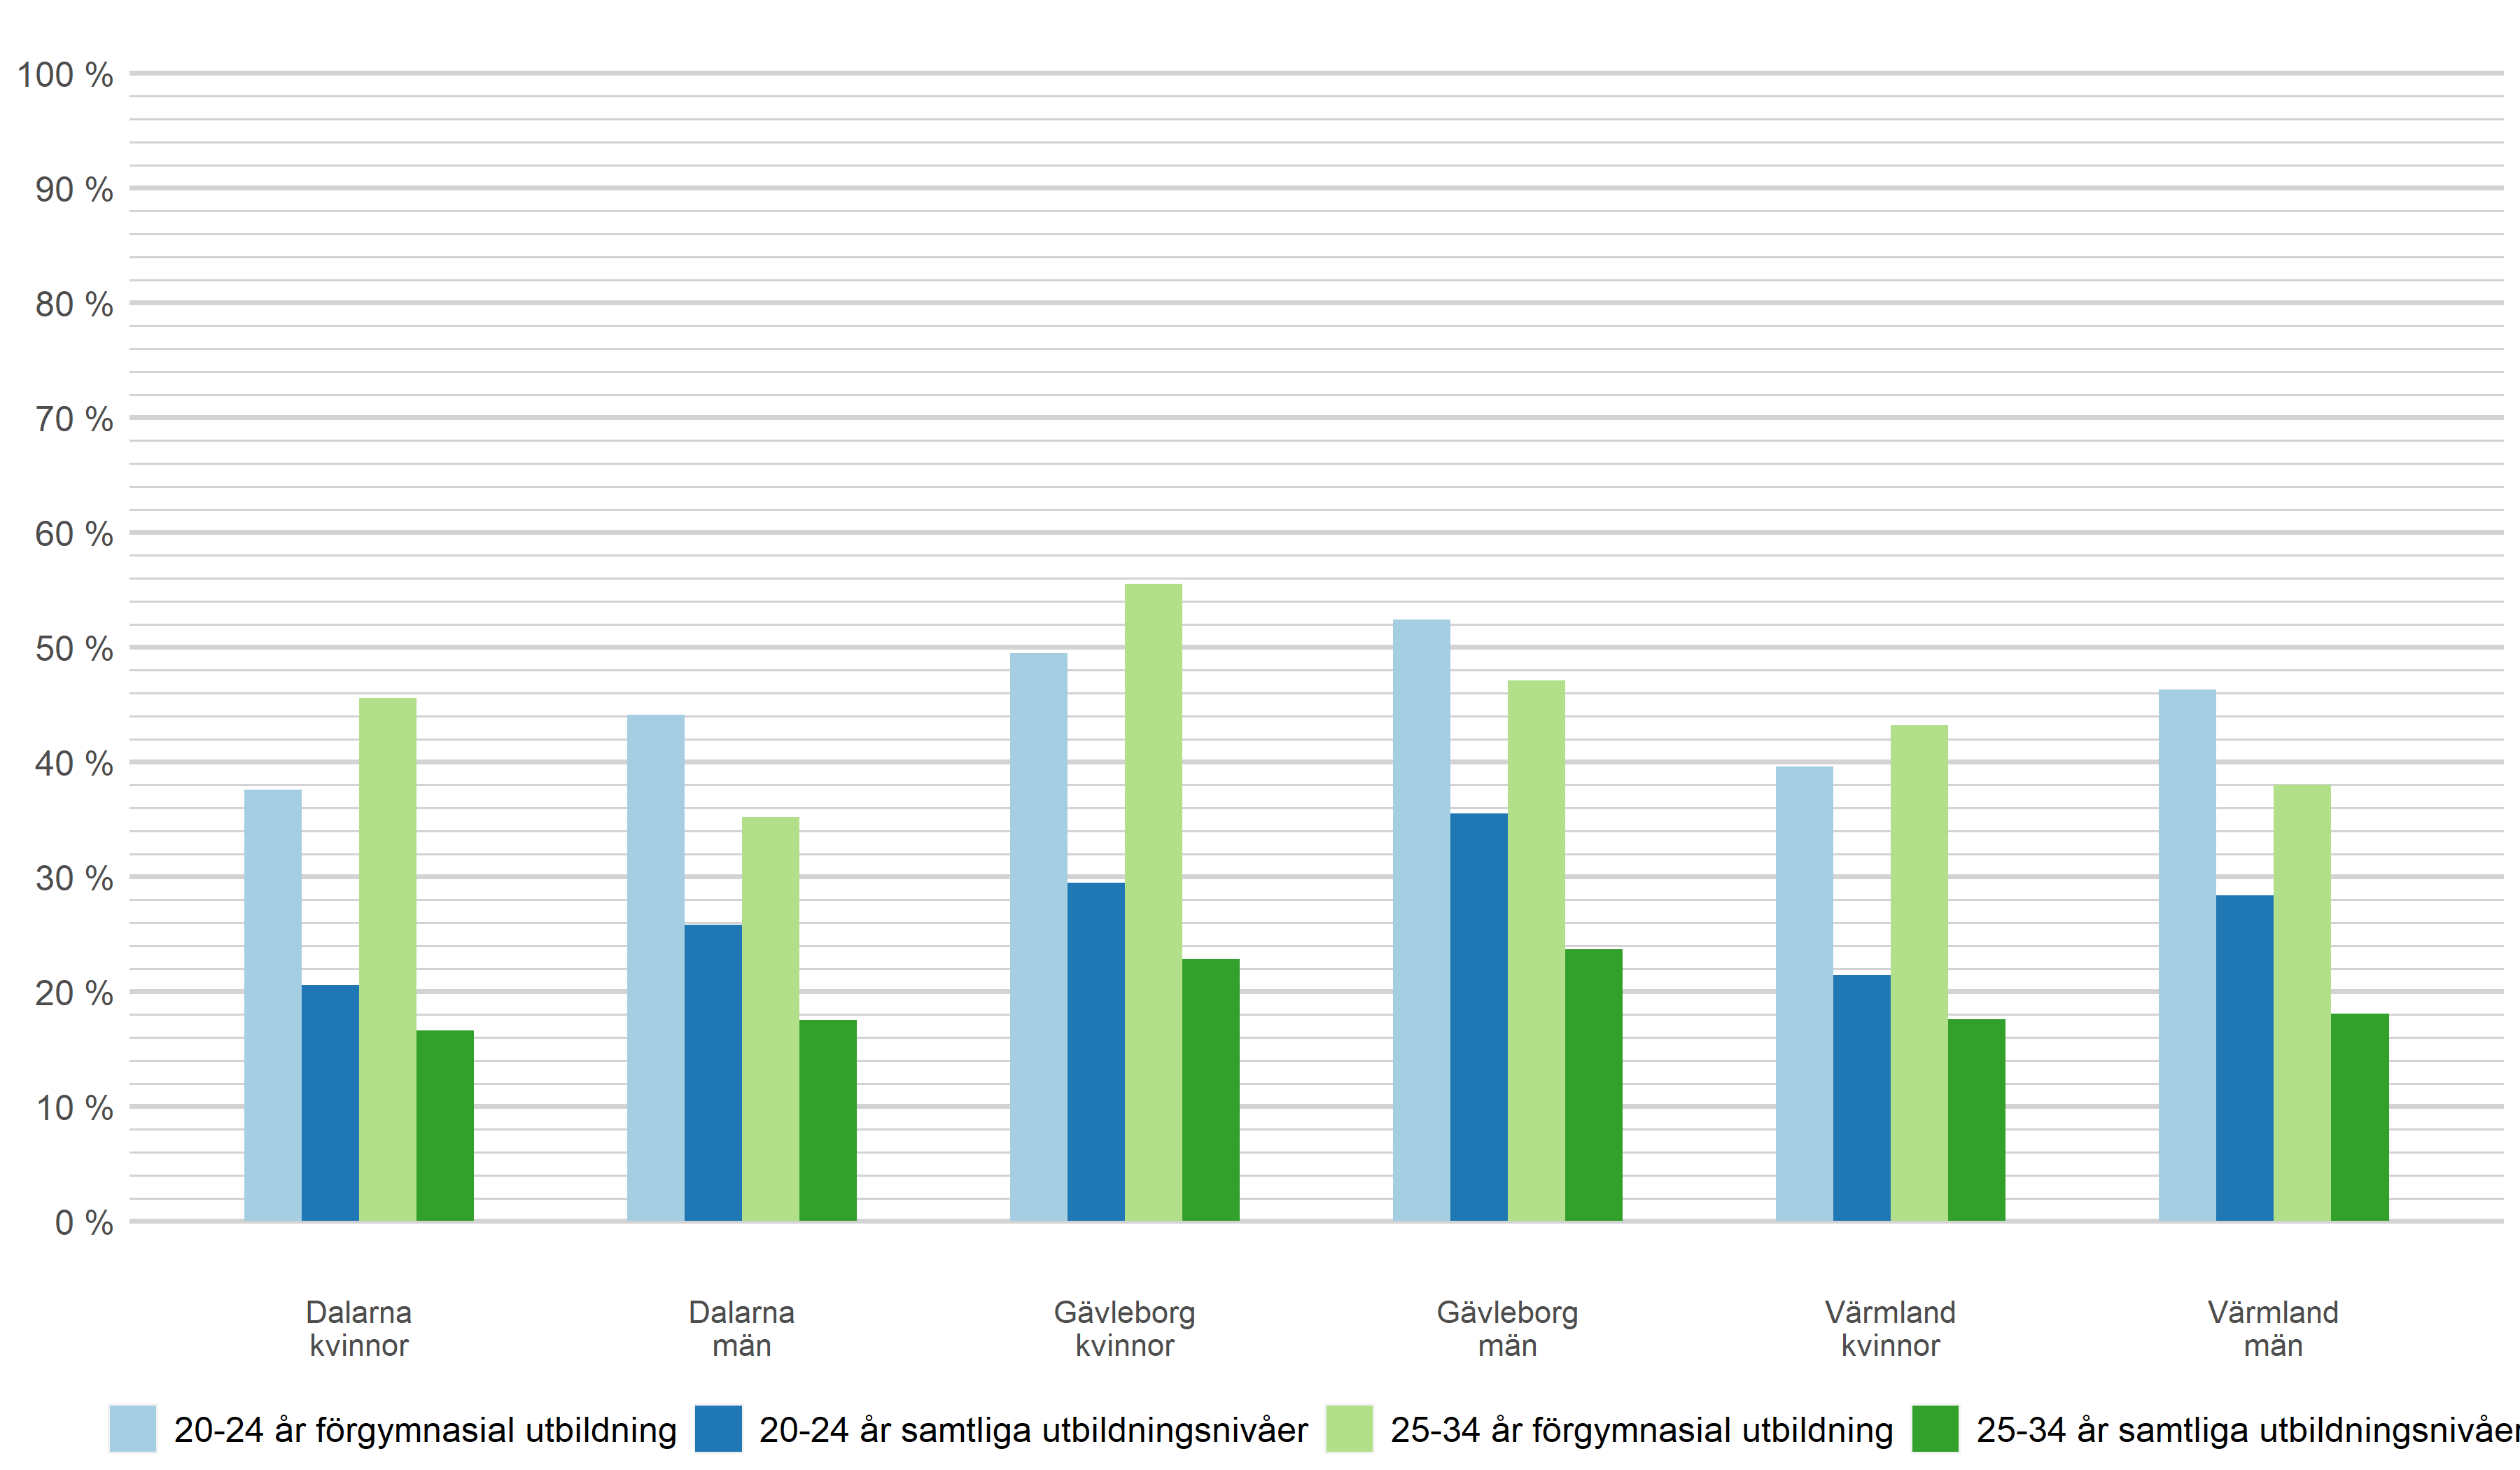 100 %
90 %
80 %
70 %
60 %
50 %
40 %
30 %
20 %
10 %
0 %
Dalarna
kvinnor
Dalarna
män
Gävleborg
kvinnor
Gävleborg
män
Värmland
kvinnor
Värmland
män
20-24 år förgymnasial utbildning 20-24 år samtliga utbildningsnivåer 25-34 år förgymnasial utbildning 25-34 år samtliga utbildningsnivåer